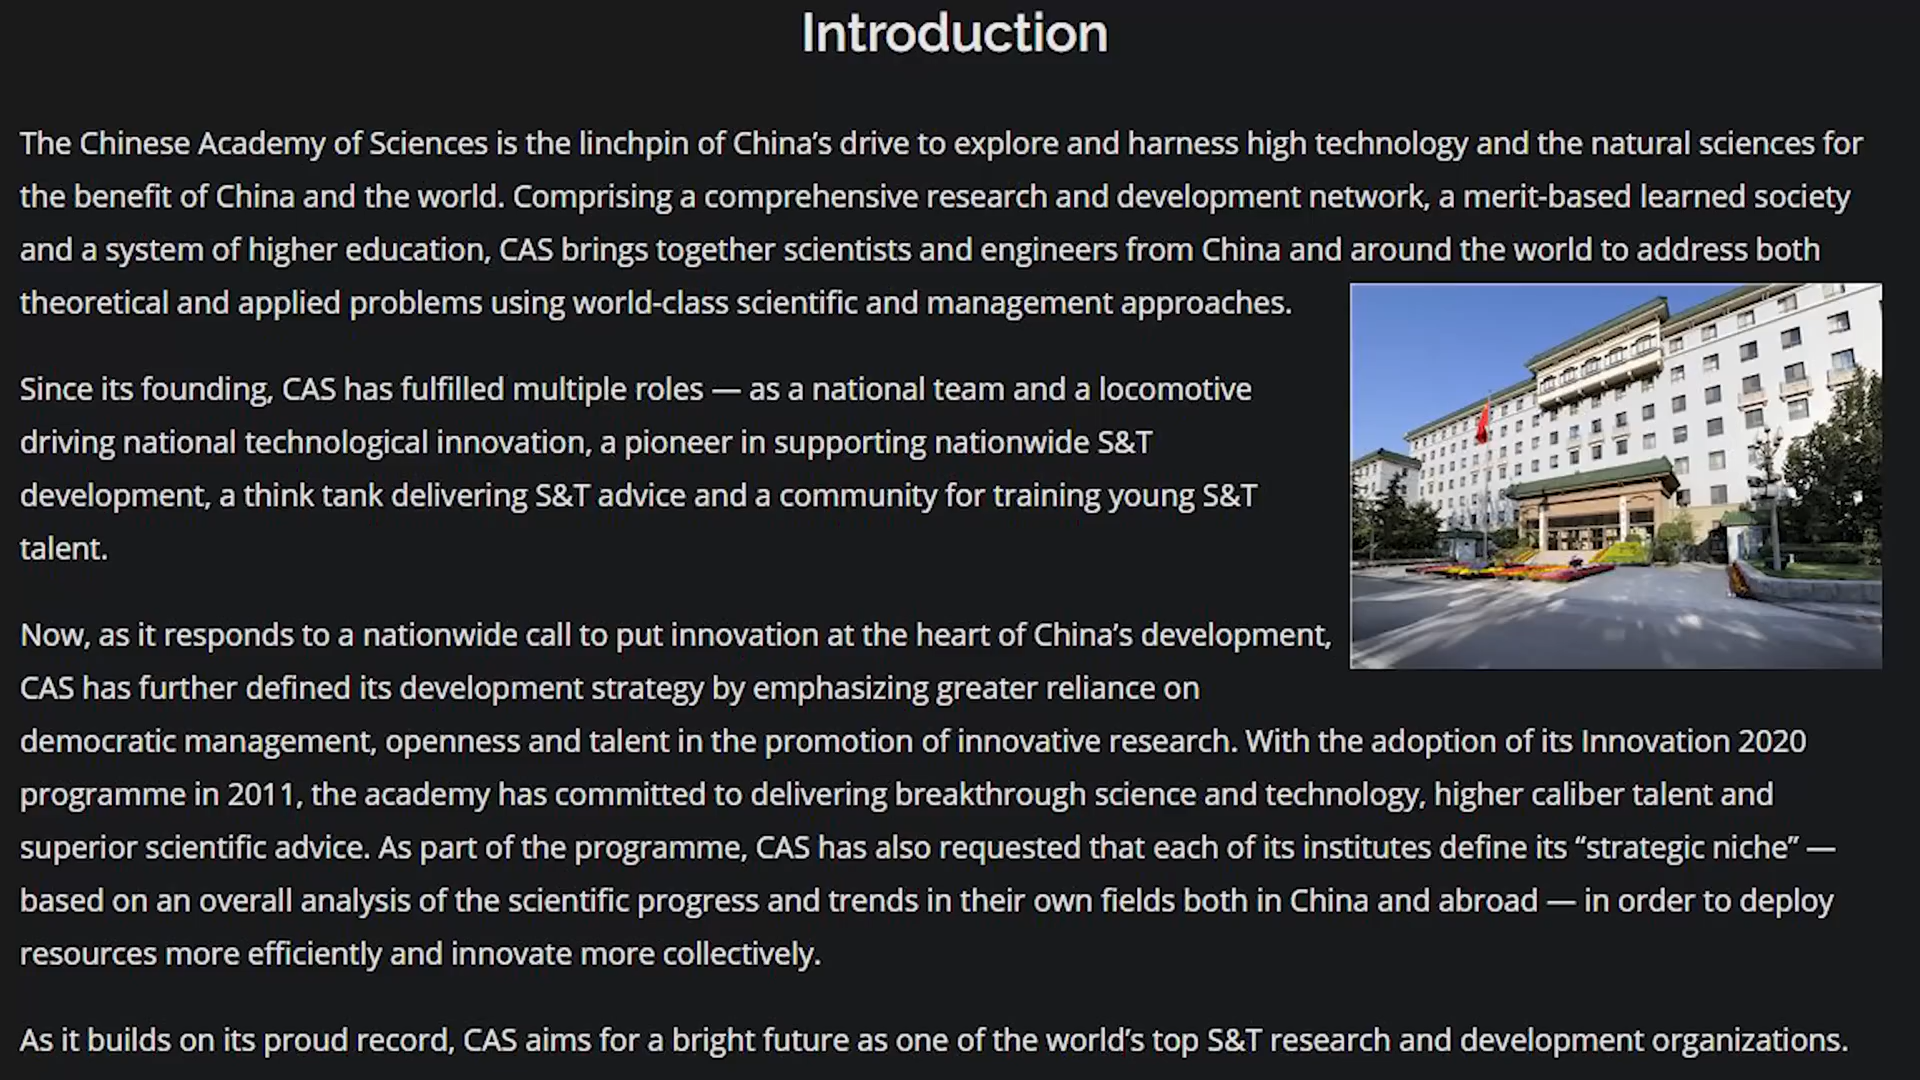 Introduction
The Chinese Academy of Sciences is the linchpin of China’s drive to explore and harness high technology and the natural sciences for
the benefit of China and the world. Comprising a comprehensive research and development network, a merit-based learned society
and a system of higher education, CAS brings together scientists and engineers from China and around the world to address both
theoretical and applied problems using world-class scientific and management approaches.
Since its founding, CAS has fulfilled multiple roles — as a national team and a locomotive
driving national technological innovation, a pioneer in supporting nationwide S&T
development, a think tank delivering S&T advice and a community for training young S&T
talent.
Now, as it responds to a nationwide call to put innovation at the heart of China’s development,
CAS has further defined its development strategy by emphasizing greater reliance on
democratic management, openness and talent in the promotion of innovative research. With the adoption of its Innovation 2020
programme in 2011, the academy has committed to delivering breakthrough science and technology, higher caliber talent and
superior scientific advice. As part of the programme, CAS has also requested that each of its institutes define its “strategic niche” —
based on an overall analysis of the scientific progress and trends in their own fields both in China and abroad — in order to deploy
resources more efficiently and innovate more collectively.
As it builds on its proud record, CAS aims for a bright future as one of the world’s top S&T research and development organizations.